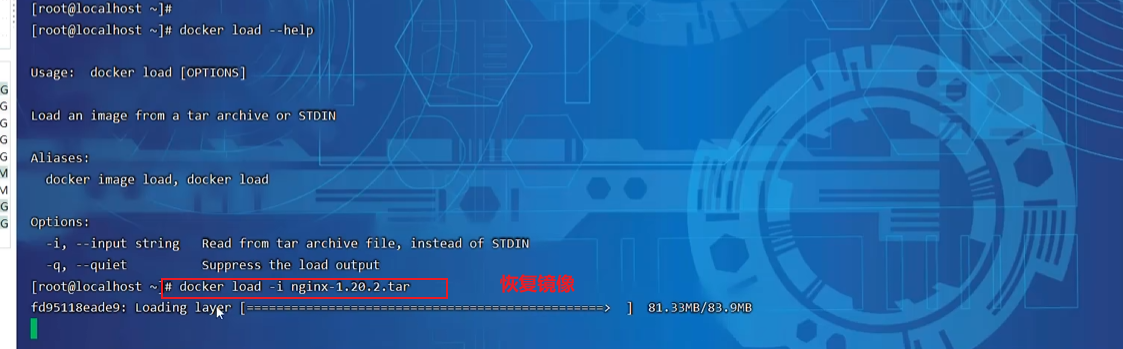 [root@localhost ~]#
[root@localhost ~]# docker load --help
Usage:  docker load [OPTIONS]
Load an image from a tar archive or STDIN
Aliases:
  docker image load, docker load
Options:
  -i, --input string   Read from tar archive file, instead of STDIN
  -q, --quiet          Suppress the load output
[root@localhost ~]# docker load -i nginx-1.20.2.tar
恢复镜像
fd95118eade9: Loading layer [==================================================>  ]  81.33MB/83.9MB
G
G
G
G
G
M
M
G
G